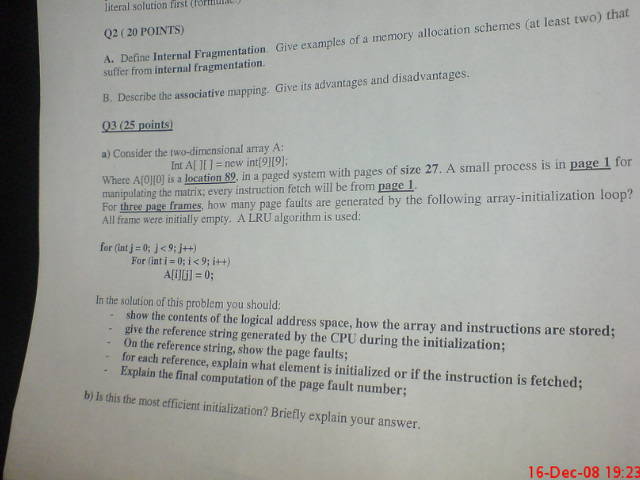 literal solution first (formulae..)
Q2 ( 20 POINTS)
A. Define Internal Fragmentation. Give examples of a memory allocation schemes (at least two) that
suffer from internal fragmentation.
B. Describe the associative mapping. Give its advantages and disadvantages.
Q3 (25 points)
a) Consider the two-dimensional array A:
Int A[ ][ ] = new int[9][9];
Where A[0][0] is a location 89, in a paged system with pages of size 27. A small process is in page 1 for
manipulating the matrix; every instruction fetch will be from page 1.
For three page frames, how many page faults are generated by the following array-initialization loop?
All frame were initially empty. A LRU algorithm is used:
for (int j = 0; j < 9; j++)
For (int i = 0; i < 9; i++)
A[i][j] = 0;
In the solution of this problem you should:
- show the contents of the logical address space, how the array and instructions are stored;
- give the reference string generated by the CPU during the initialization;
- On the reference string, show the page faults;
- for each reference, explain what element is initialized or if the instruction is fetched;
- Explain the final computation of the page fault number;
b) Is this the most efficient initialization? Briefly explain your answer.
16-Dec-08 19:23